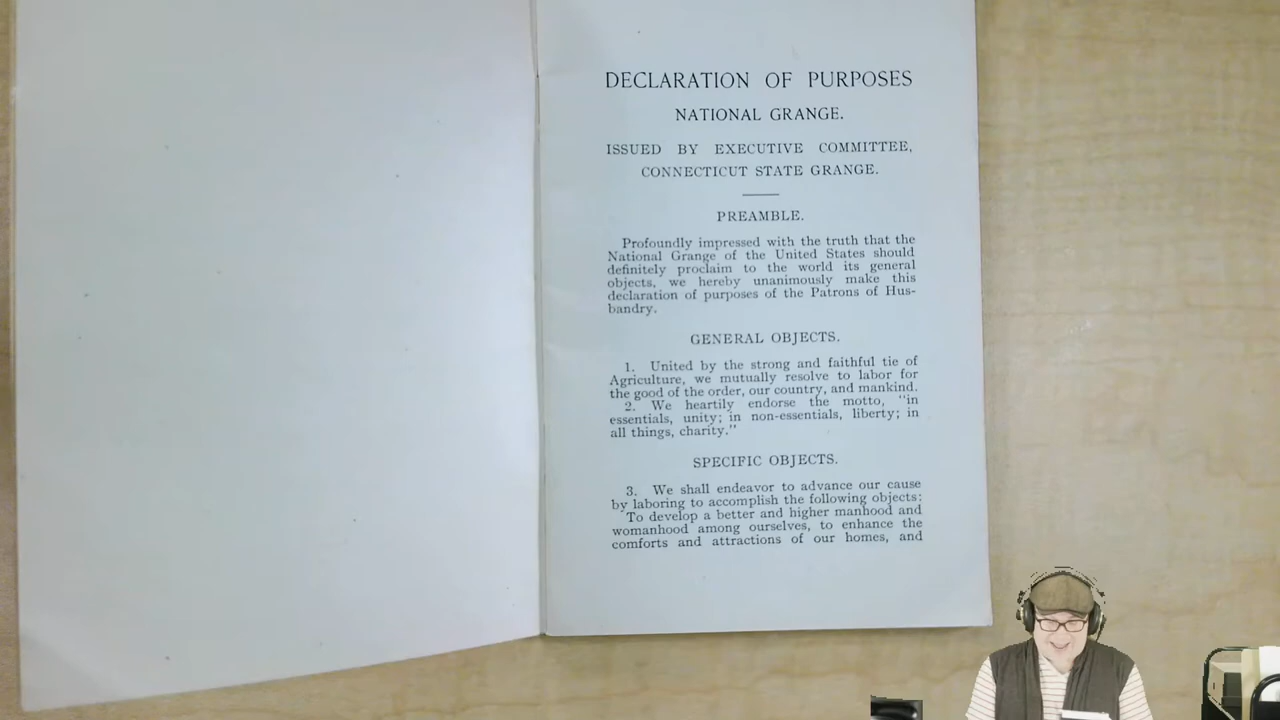 DECLARATION OF PURPOSES
NATIONAL GRANGE.
ISSUED BY EXECUTIVE COMMITTEE,
CONNECTICUT STATE GRANGE.
PREAMBLE.
Profoundly impressed with the truth that the
National Grange of the United States should
definitely proclaim to the world its general
objects, we hereby unanimously make this
declaration of purposes of the Patrons of Hus-
bandry.
GENERAL OBJECTS.
1. United by the strong and faithful tie of
Agriculture, we mutually resolve to labor for
the good of the order, our country, and mankind.
2. We heartily endorse the motto, "in
essentials, unity; in non-essentials, liberty; in
all things, charity."
SPECIFIC OBJECTS.
3. We shall endeavor to advance our cause
by laboring to accomplish the following objects:
To develop a better and higher manhood and
womanhood among ourselves, to enhance the
comforts and attractions of our homes, and